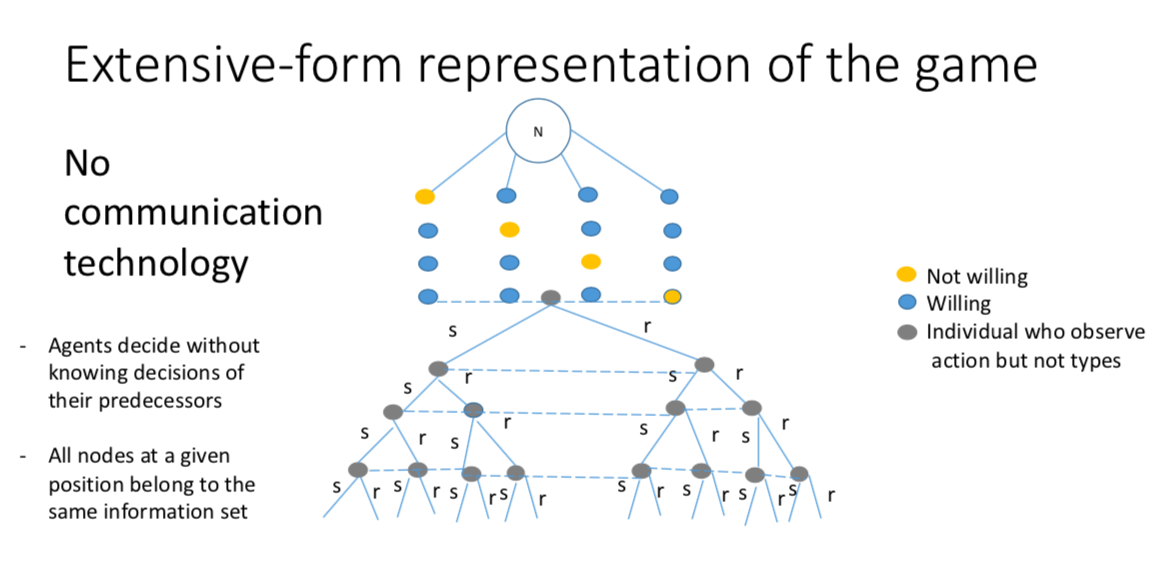 Extensive-form representation of the game
N
No
communication
technology
Not willing
Willing
Individual who observe
action but not types
- Agents decide without
knowing decisions of
their predecessors
- All nodes at a given
position belong to the
same information set
s r
s r s r
s r s r s r s r
s r s r s r s r s r s r s r s r